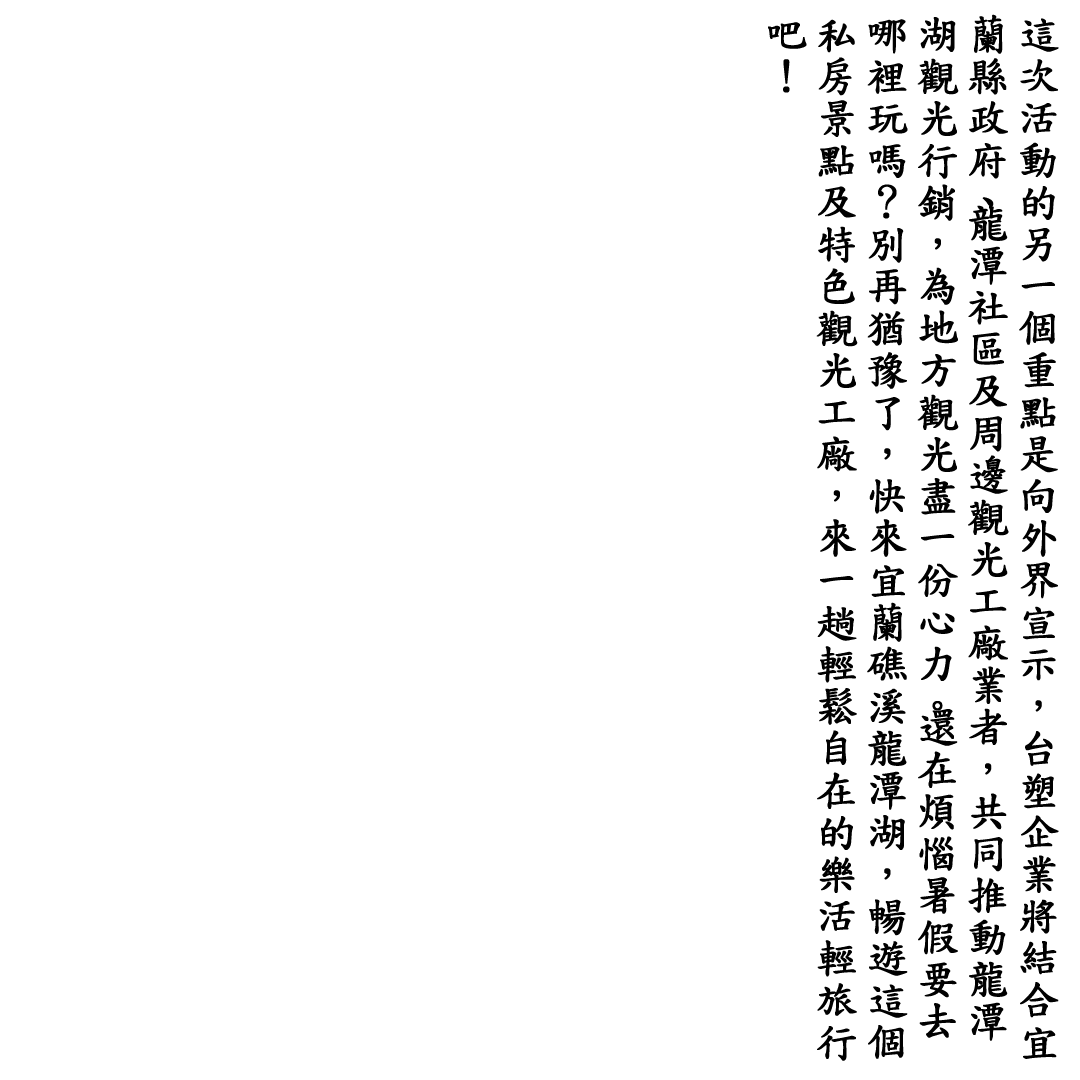 這次活動的另一個重點是向外界宣示，台塑企業將結合宜
蘭縣政府、龍潭社區及周邊觀光工廠業者，共同推動龍潭
湖觀光行銷，為地方觀光盡一份心力。還在煩惱暑假要去
哪裡玩嗎？別再猶豫了，快來宜蘭礁溪龍潭湖，暢遊這個
私房景點及特色觀光工廠，來一趟輕鬆自在的樂活輕旅行
吧！